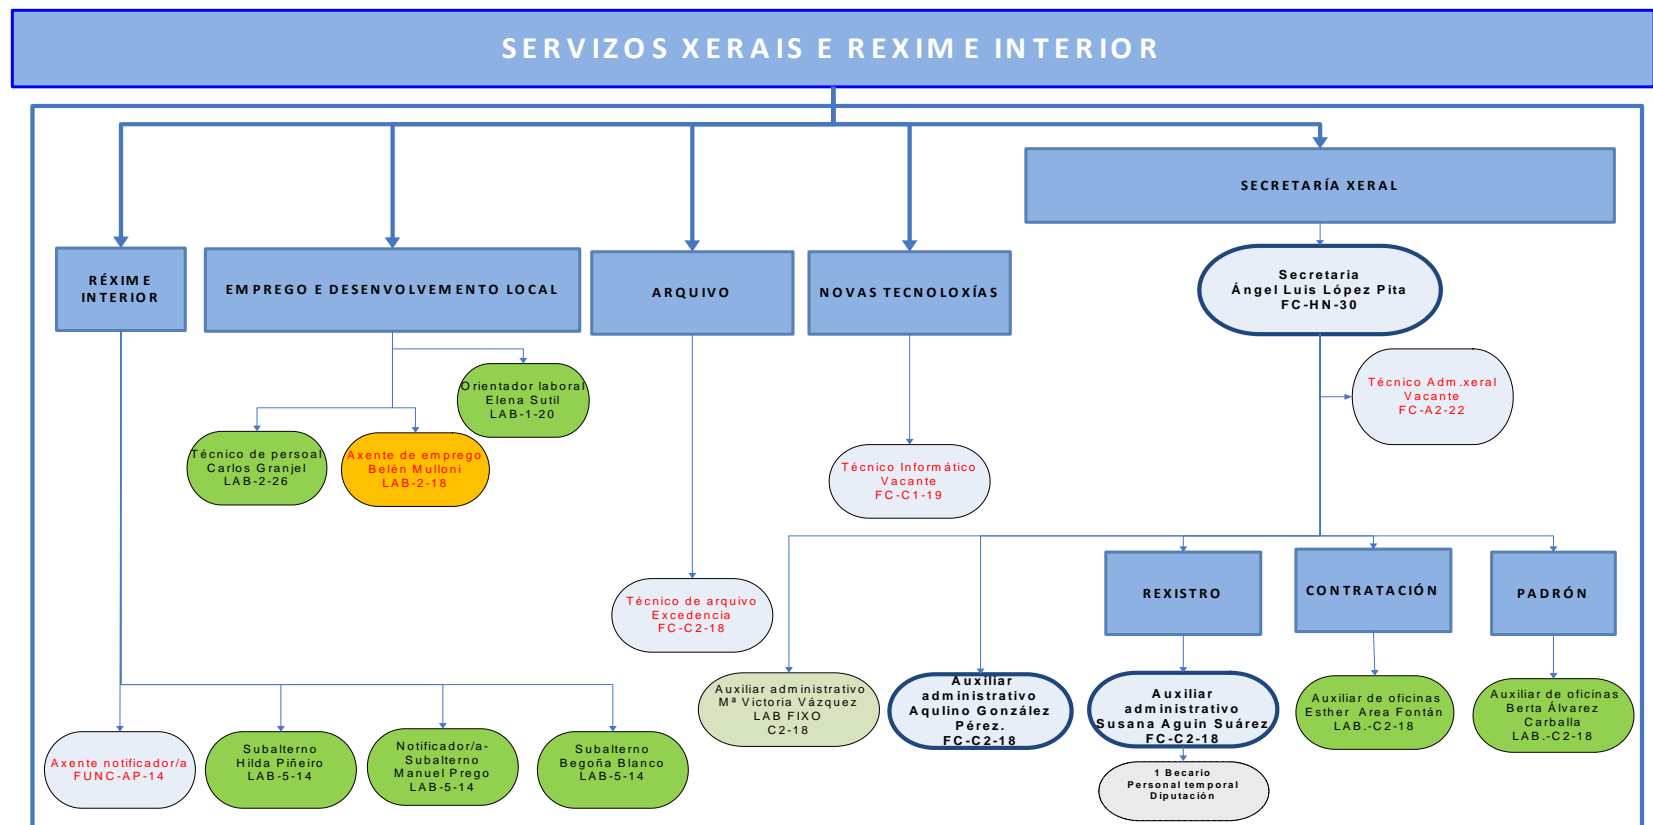 SERVIZOS XERAIS E REXIME INTERIOR
SECRETARÍA XERAL
RÉXIME
INTERIOR
EMPREGO E DESENVOLVEMENTO LOCAL
ARQUIVO
NOVAS TECNOLOXÍAS
Secretaria
Ángel Luis López Pita
FC-HN-30
Orientador laboral
Elena Sutil
LAB-1-20
Técnico Adm.xeral
Vacante
FC-A2-22
Técnico de persoal
Carlos Granjel
LAB-2-26
Axente de emprego
Belén Mulloni
LAB-2-18
Técnico Informático
Vacante
FC-C1-19
Técnico de arquivo
Excedencia
FC-C2-18
REXISTRO
CONTRATACIÓN
PADRÓN
Auxiliar administrativo
Mª Victoria Vázquez
LAB FIXO
C2-18
Auxiliar
administrativo
Aqulino González
Pérez.
FC-C2-18
Auxiliar
administrativo
Susana Aguin Suárez
FC-C2-18
Auxiliar de oficinas
Esther Area Fontán
LAB.-C2-18
Auxiliar de oficinas
Berta Álvarez
Carballa
LAB.-C2-18
Axente notificador/a
FUNC-AP-14
Subalterno
Hilda Piñeiro
LAB-5-14
Notificador/a-
Subalterno
Manuel Prego
LAB-5-14
Subalterno
Begoña Blanco
LAB-5-14
1 Becario
Personal temporal
Diputación